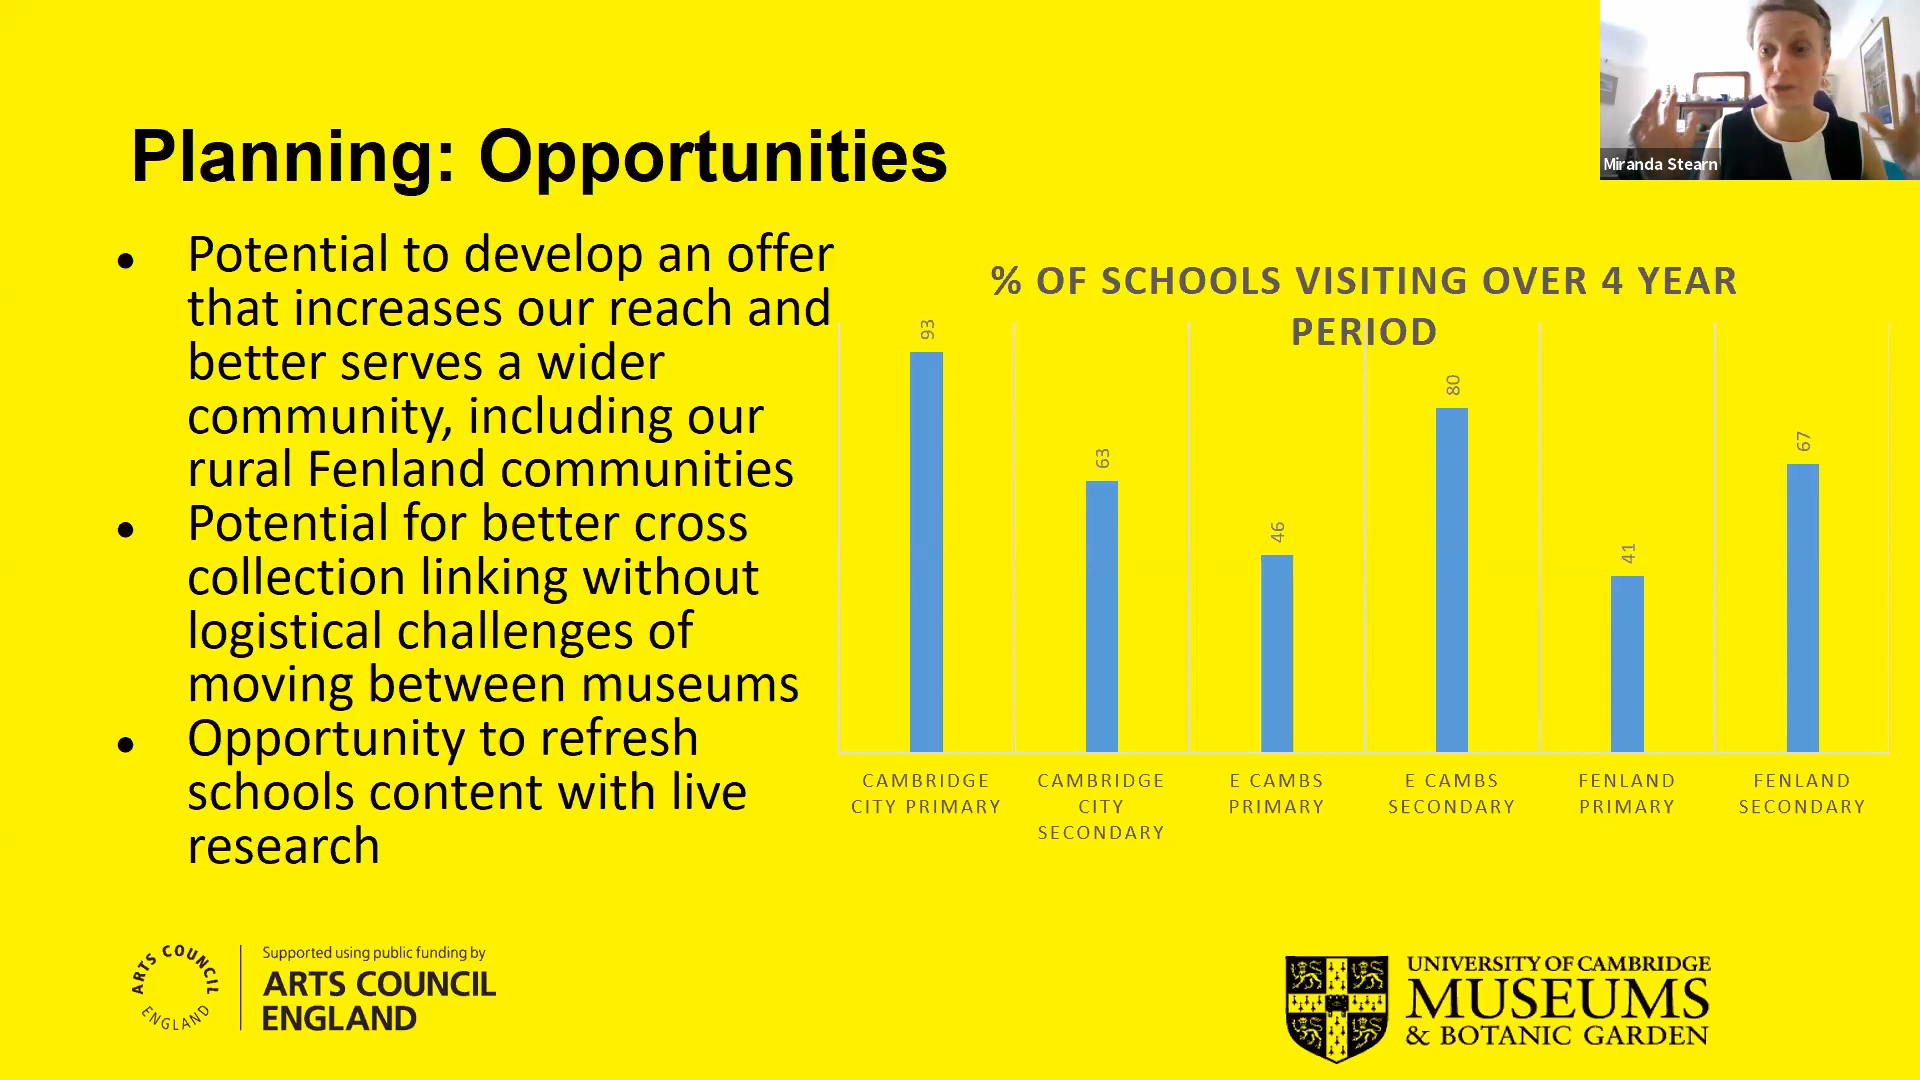 Miranda Stearn
Planning: Opportunities
● Potential to develop an offer
that increases our reach and
better serves a wider
community, including our
rural Fenland communities
● Potential for better cross
collection linking without
logistical challenges of
moving between museums
● Opportunity to refresh
schools content with live
research
% OF SCHOOLS VISITING OVER 4 YEAR
PERIOD
93
63
46
80
41
67
CAMBRIDGE
CITY PRIMARY
CAMBRIDGE
CITY
SECONDARY
E CAMBS
PRIMARY
E CAMBS
SECONDARY
FENLAND
PRIMARY
FENLAND
SECONDARY
ARTS COUNCIL
ENGLAND
Supported using public funding by
ARTS COUNCIL
ENGLAND
UNIVERSITY OF CAMBRIDGE
MUSEUMS
& BOTANIC GARDEN